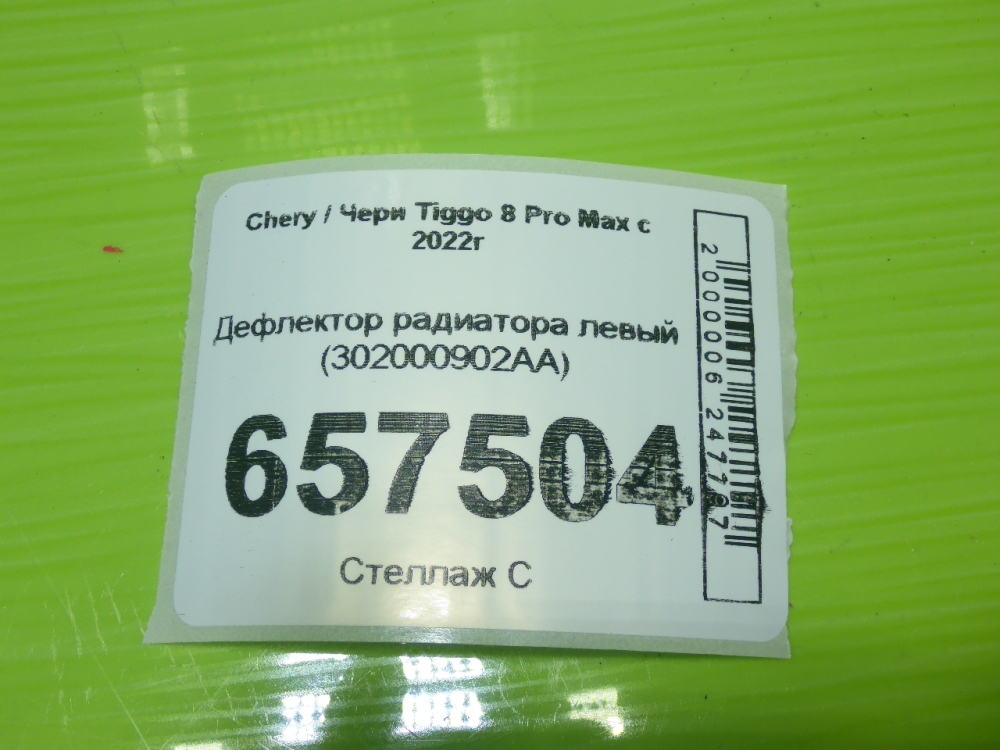 Chery / Чери Tiggo 8 Pro Max с
2022г
Дефлектор радиатора левый
(302000902AA)
657504
Стеллаж С